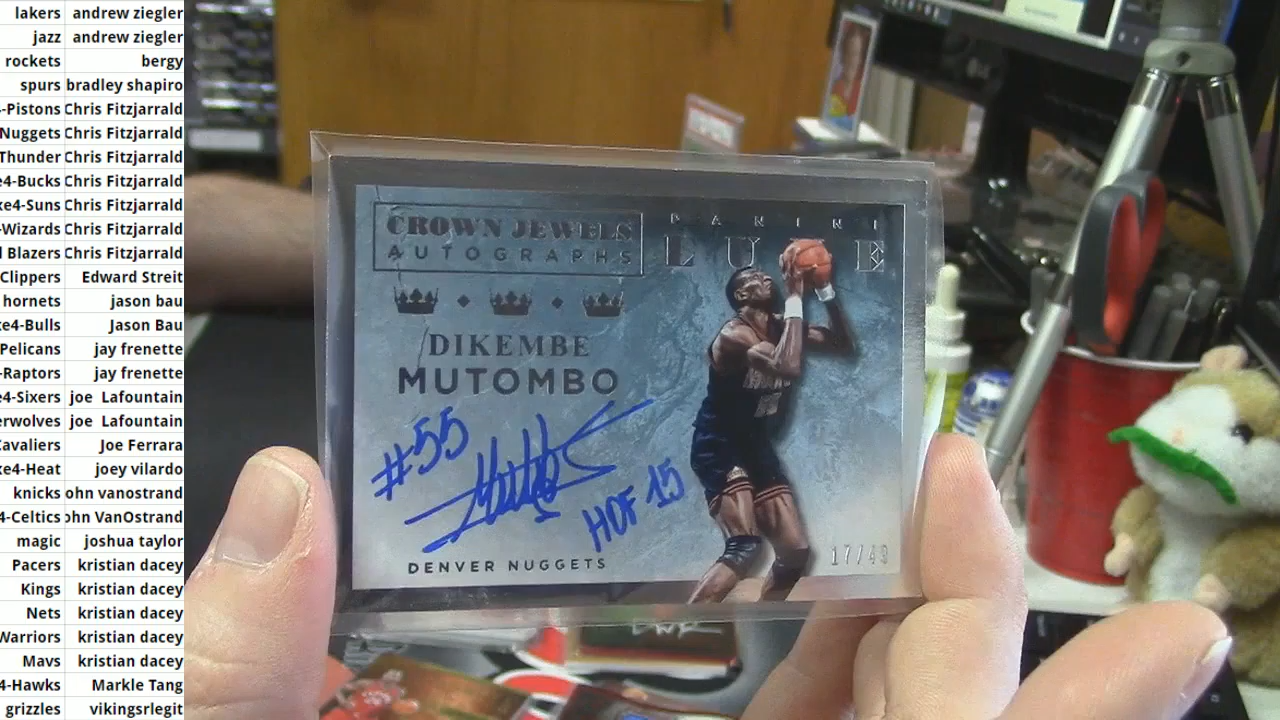 lakers andrew ziegler
jazz andrew ziegler
rockets bergy
spurs bradley shapiro
-Pistons Chris Fitzjarrald
Nuggets Chris Fitzjarrald
Thunder Chris Fitzjarrald
e4-Bucks Chris Fitzjarrald
xe4-Suns Chris Fitzjarrald
-Wizards Chris Fitzjarrald
l Blazers Chris Fitzjarrald
Clippers Edward Streit
hornets jason bau
xe4-Bulls Jason Bau
Pelicans jay frenette
-Raptors jay frenette
e4-Sixers joe Lafountain
erwolves joe Lafountain
Cavaliers Joe Ferrara
xe4-Heat joey vilardo
knicks ohn vanostrand
4-Celtics ohn VanOstrand
magic joshua taylor
Pacers kristian dacey
Kings kristian dacey
Nets kristian dacey
Warriors kristian dacey
Mavs kristian dacey
4-Hawks Markle Tang
grizzles vikingsrlegit
CROWN JEWELS
AUTOGRAPHS
PANINI
LUXE
DIKEMBE
MUTOMBO
#55
HOF 15
DENVER NUGGETS
17/49